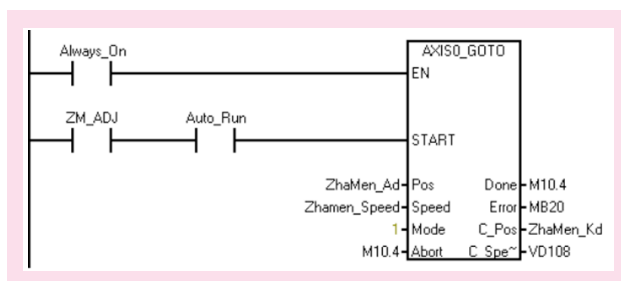 Always_On
AXIS0_GOTO
EN
ZM_ADJ Auto_Run
START
ZhaMen_Ad Pos Done M10.4
Zhamen_Speed Speed Error MB20
1 Mode C_Pos ZhaMen_Kd
M10.4 Abort C_Spe~ VD108